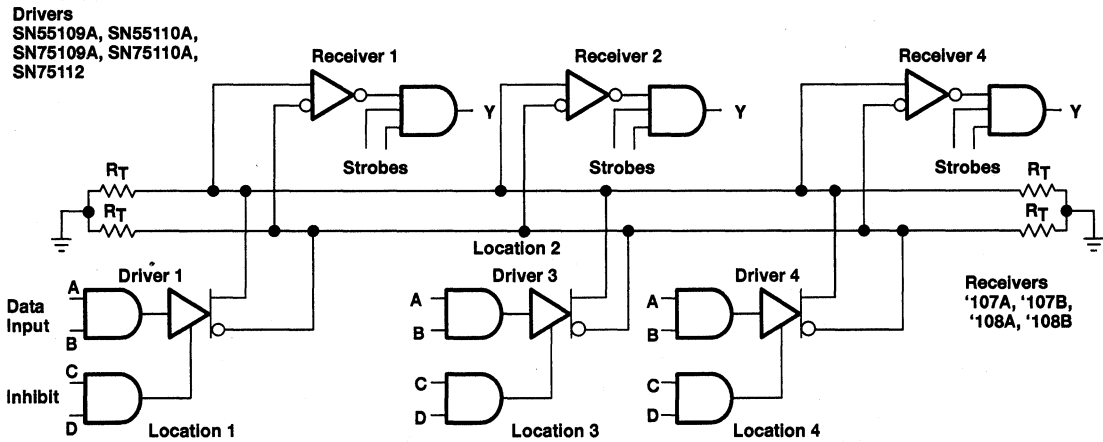 Drivers
SN55109A, SN55110A,
SN75109A, SN75110A,
SN75112
Receiver 1
Receiver 2
Receiver 4
Y
Y
Y
Strobes
Strobes
Strobes
RT
RT
RT
RT
Location 2
Driver 1
Driver 3
Driver 4
Receivers
‘107A, ‘107B,
‘108A, ‘108B
Data
Input
A
B
A
B
A
B
Inhibit
C
D
C
D
C
D
Location 1
Location 3
Location 4